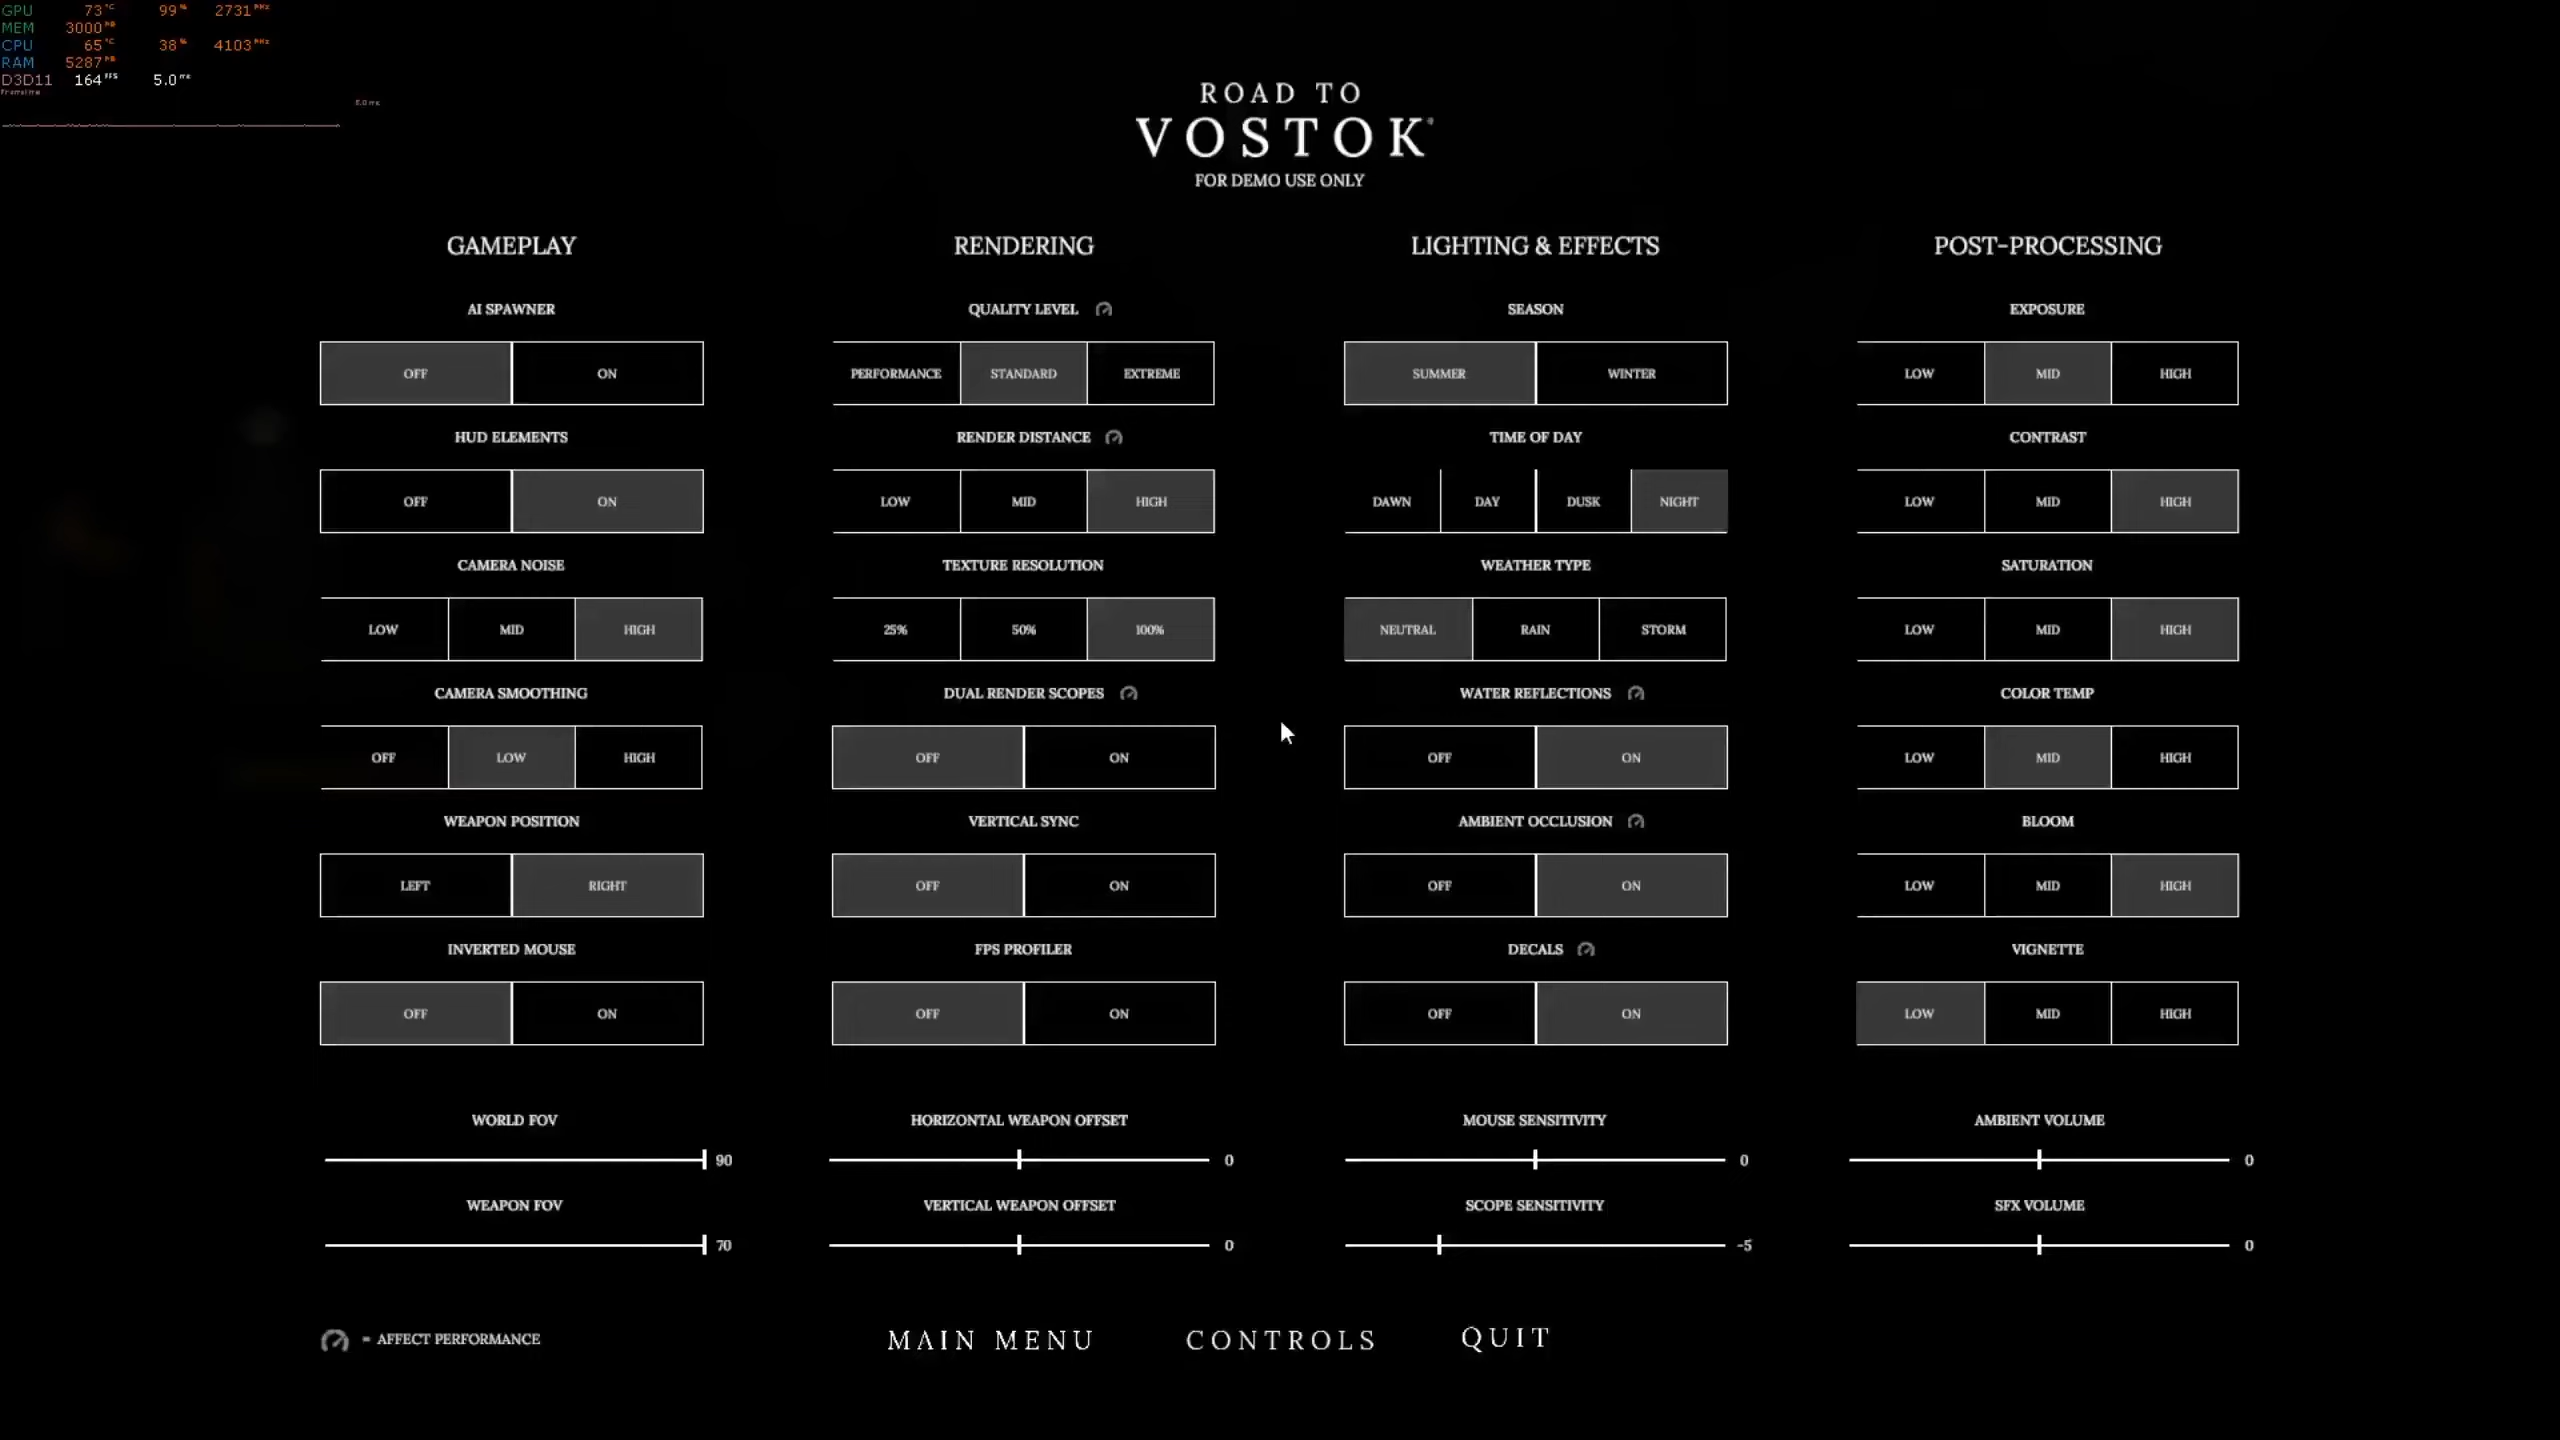 GPU 73°C 99% 2731MHz
MEM 3000MB
CPU 65°C 38% 4103MHz
RAM 5287MB
D3D11 164FPS 5.0ms
Frametime
5.0 ms
ROAD TO
VOSTOK
FOR DEMO USE ONLY
GAMEPLAY
AI SPAWNER
OFF ON
HUD ELEMENTS
OFF ON
CAMERA NOISE
LOW MID HIGH
CAMERA SMOOTHING
OFF LOW HIGH
WEAPON POSITION
LEFT RIGHT
INVERTED MOUSE
OFF ON
WORLD FOV
90
WEAPON FOV
70
RENDERING
QUALITY LEVEL
PERFORMANCE STANDARD EXTREME
RENDER DISTANCE
LOW MID HIGH
TEXTURE RESOLUTION
25% 50% 100%
DUAL RENDER SCOPES
OFF ON
VERTICAL SYNC
OFF ON
FPS PROFILER
OFF ON
HORIZONTAL WEAPON OFFSET
0
VERTICAL WEAPON OFFSET
0
LIGHTING & EFFECTS
SEASON
SUMMER WINTER
TIME OF DAY
DAWN DAY DUSK NIGHT
WEATHER TYPE
NEUTRAL RAIN STORM
WATER REFLECTIONS
OFF ON
AMBIENT OCCLUSION
OFF ON
DECALS
OFF ON
MOUSE SENSITIVITY
0
SCOPE SENSITIVITY
-5
POST-PROCESSING
EXPOSURE
LOW MID HIGH
CONTRAST
LOW MID HIGH
SATURATION
LOW MID HIGH
COLOR TEMP
LOW MID HIGH
BLOOM
LOW MID HIGH
VIGNETTE
LOW MID HIGH
AMBIENT VOLUME
0
SFX VOLUME
0
= AFFECT PERFORMANCE
MAIN MENU CONTROLS QUIT